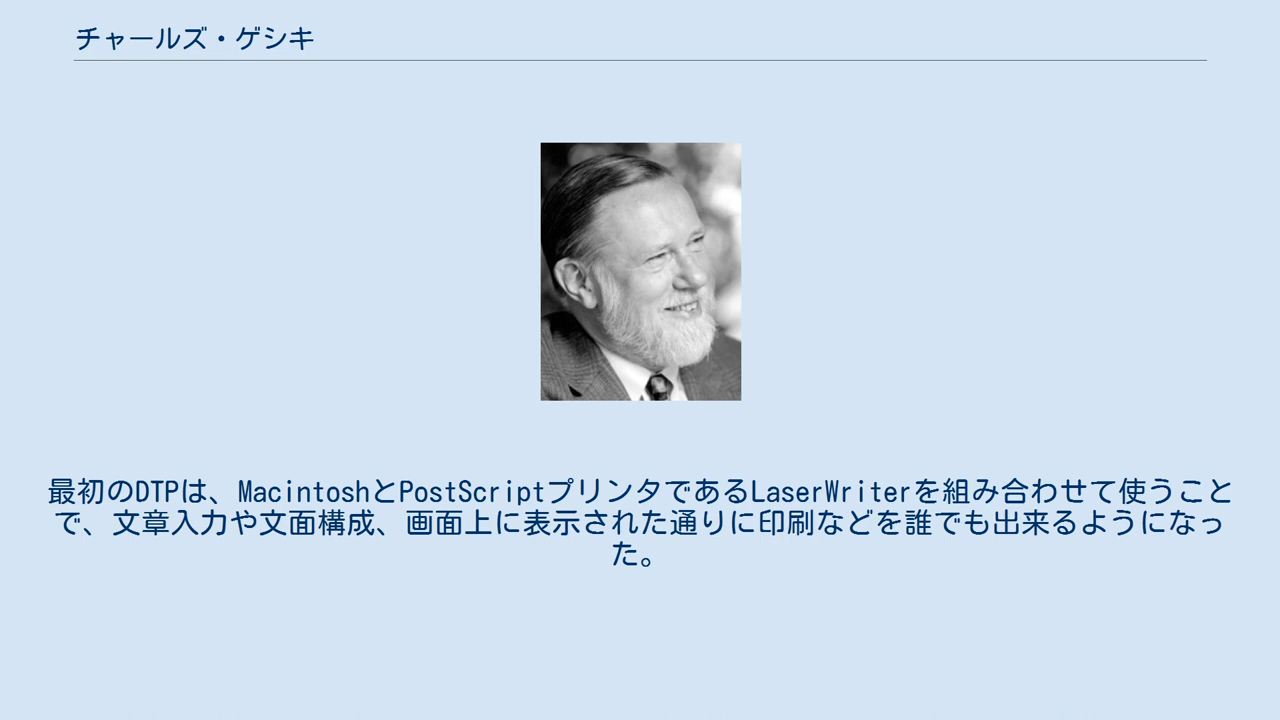 チャールズ・ゲシキ
最初のDTPは、MacintoshとPostScriptプリンタであるLaserWriterを組み合わせて使うこと
で、文章入力や文面構成、画面上に表示された通りに印刷などを誰でも出来るようになっ
た。